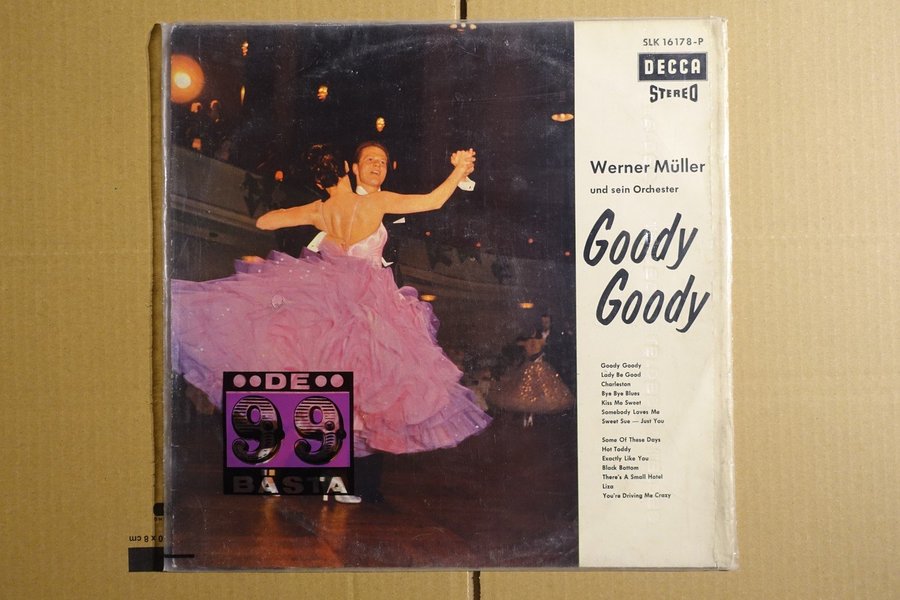 SLK 16178-P
DECCA
STEREO
Werner Müller
und sein Orchester
Goody
Goody
Goody Goody
Lady Be Good
Charleston
Bye Bye Blues
Kiss Me Sweet
Somebody Loves Me
Sweet Sue — Just You
Some Of These Days
Hot Toddy
Exactly Like You
Black Bottom
There's A Small Hotel
Liza
You're Driving Me Crazy
DE
99
BÄSTA